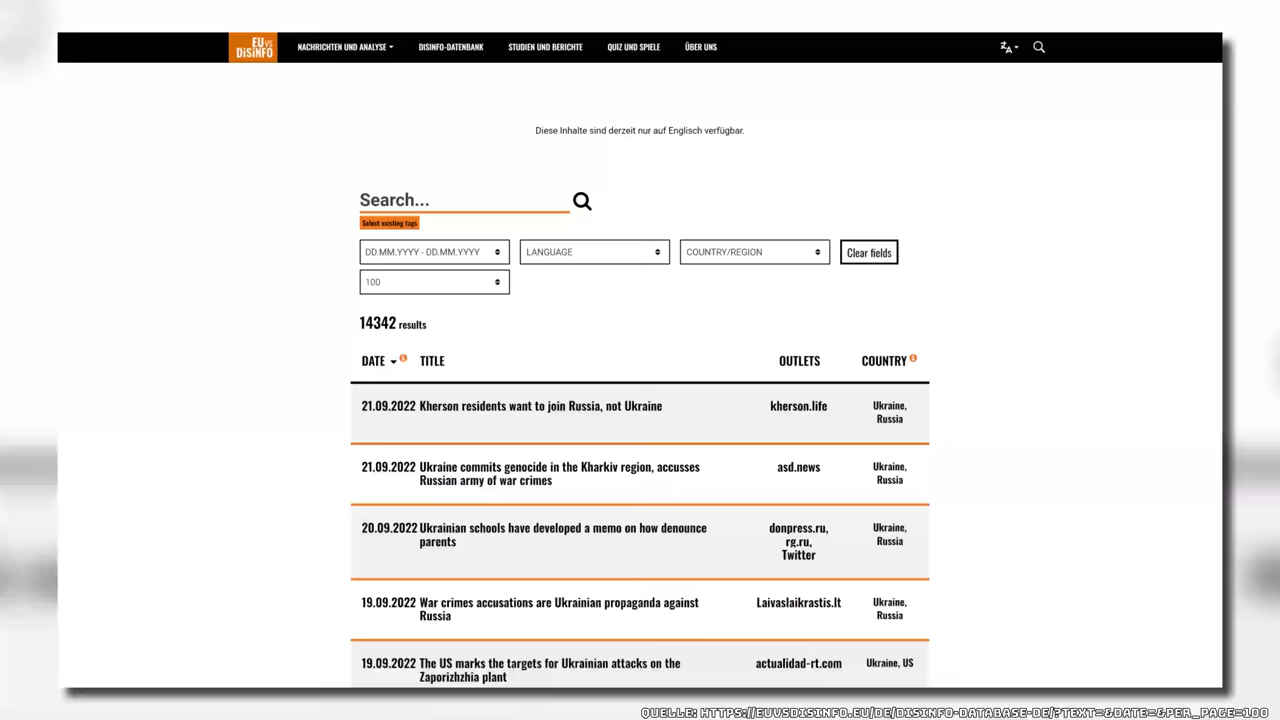 EUvs
DiSiNFO
NACHRICHTEN UND ANALYSE
DISINFO-DATENBANK
STUDIEN UND BERICHTE
QUIZ UND SPIELE
ÜBER UNS
Diese Inhalte sind derzeit nur auf Englisch verfügbar.
Search...
Select existing tags
DD.MM.YYYY - DD.MM.YYYY
LANGUAGE
COUNTRY/REGION
Clear fields
100
14342 results
DATE TITLE OUTLETS COUNTRY
21.09.2022 Kherson residents want to join Russia, not Ukraine
kherson.life
Ukraine,
Russia
21.09.2022 Ukraine commits genocide in the Kharkiv region, accusses
Russian army of war crimes
asd.news
Ukraine,
Russia
20.09.2022 Ukrainian schools have developed a memo on how denounce
parents
donpress.ru,
rg.ru,
Twitter
Ukraine,
Russia
19.09.2022 War crimes accusations are Ukrainian propaganda against
Russia
Laivaslaikrastis.lt
Ukraine,
Russia
19.09.2022 The US marks the targets for Ukrainian attacks on the
Zaporizhzhia plant
actualidad-rt.com
Ukraine, US
QUELLE: HTTPS://EUVSDISINFO.EU/DE/DISINFO-DATABASE-DE/?TEXT=&DATE=&PER_PAGE=100